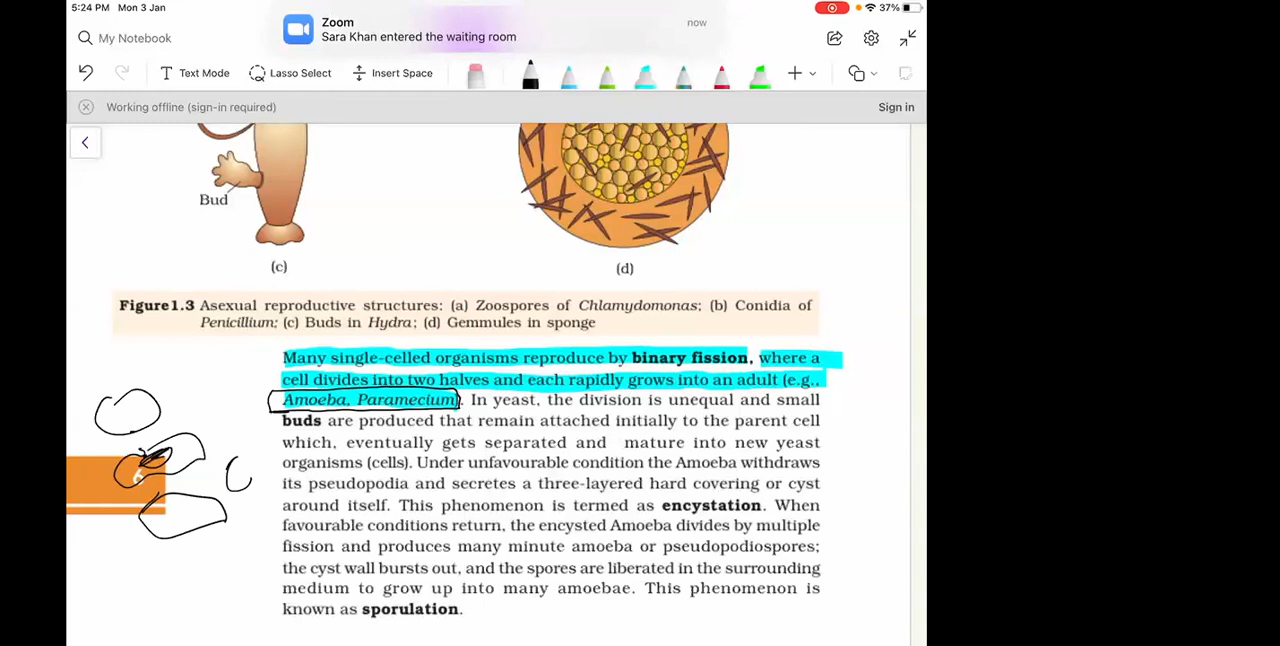 5:24 PM Mon 3 Jan
37%
Zoom
now
Sara Khan entered the waiting room
My Notebook
Text Mode
Lasso Select
Insert Space
Working offline (sign-in required)
Sign in
Bud
(c)
(d)
Figure1.3 Asexual reproductive structures: (a) Zoospores of Chlamydomonas; (b) Conidia of
Penicillium; (c) Buds in Hydra; (d) Gemmules in sponge
Many single-celled organisms reproduce by binary fission, where a
cell divides into two halves and each rapidly grows into an adult (e.g.,
Amoeba, Paramecium). In yeast, the division is unequal and small
buds are produced that remain attached initially to the parent cell
which, eventually gets separated and mature into new yeast
organisms (cells). Under unfavourable condition the Amoeba withdraws
its pseudopodia and secretes a three-layered hard covering or cyst
around itself. This phenomenon is termed as encystation. When
favourable conditions return, the encysted Amoeba divides by multiple
fission and produces many minute amoeba or pseudopodiospores;
the cyst wall bursts out, and the spores are liberated in the surrounding
medium to grow up into many amoebae. This phenomenon is
known as sporulation.